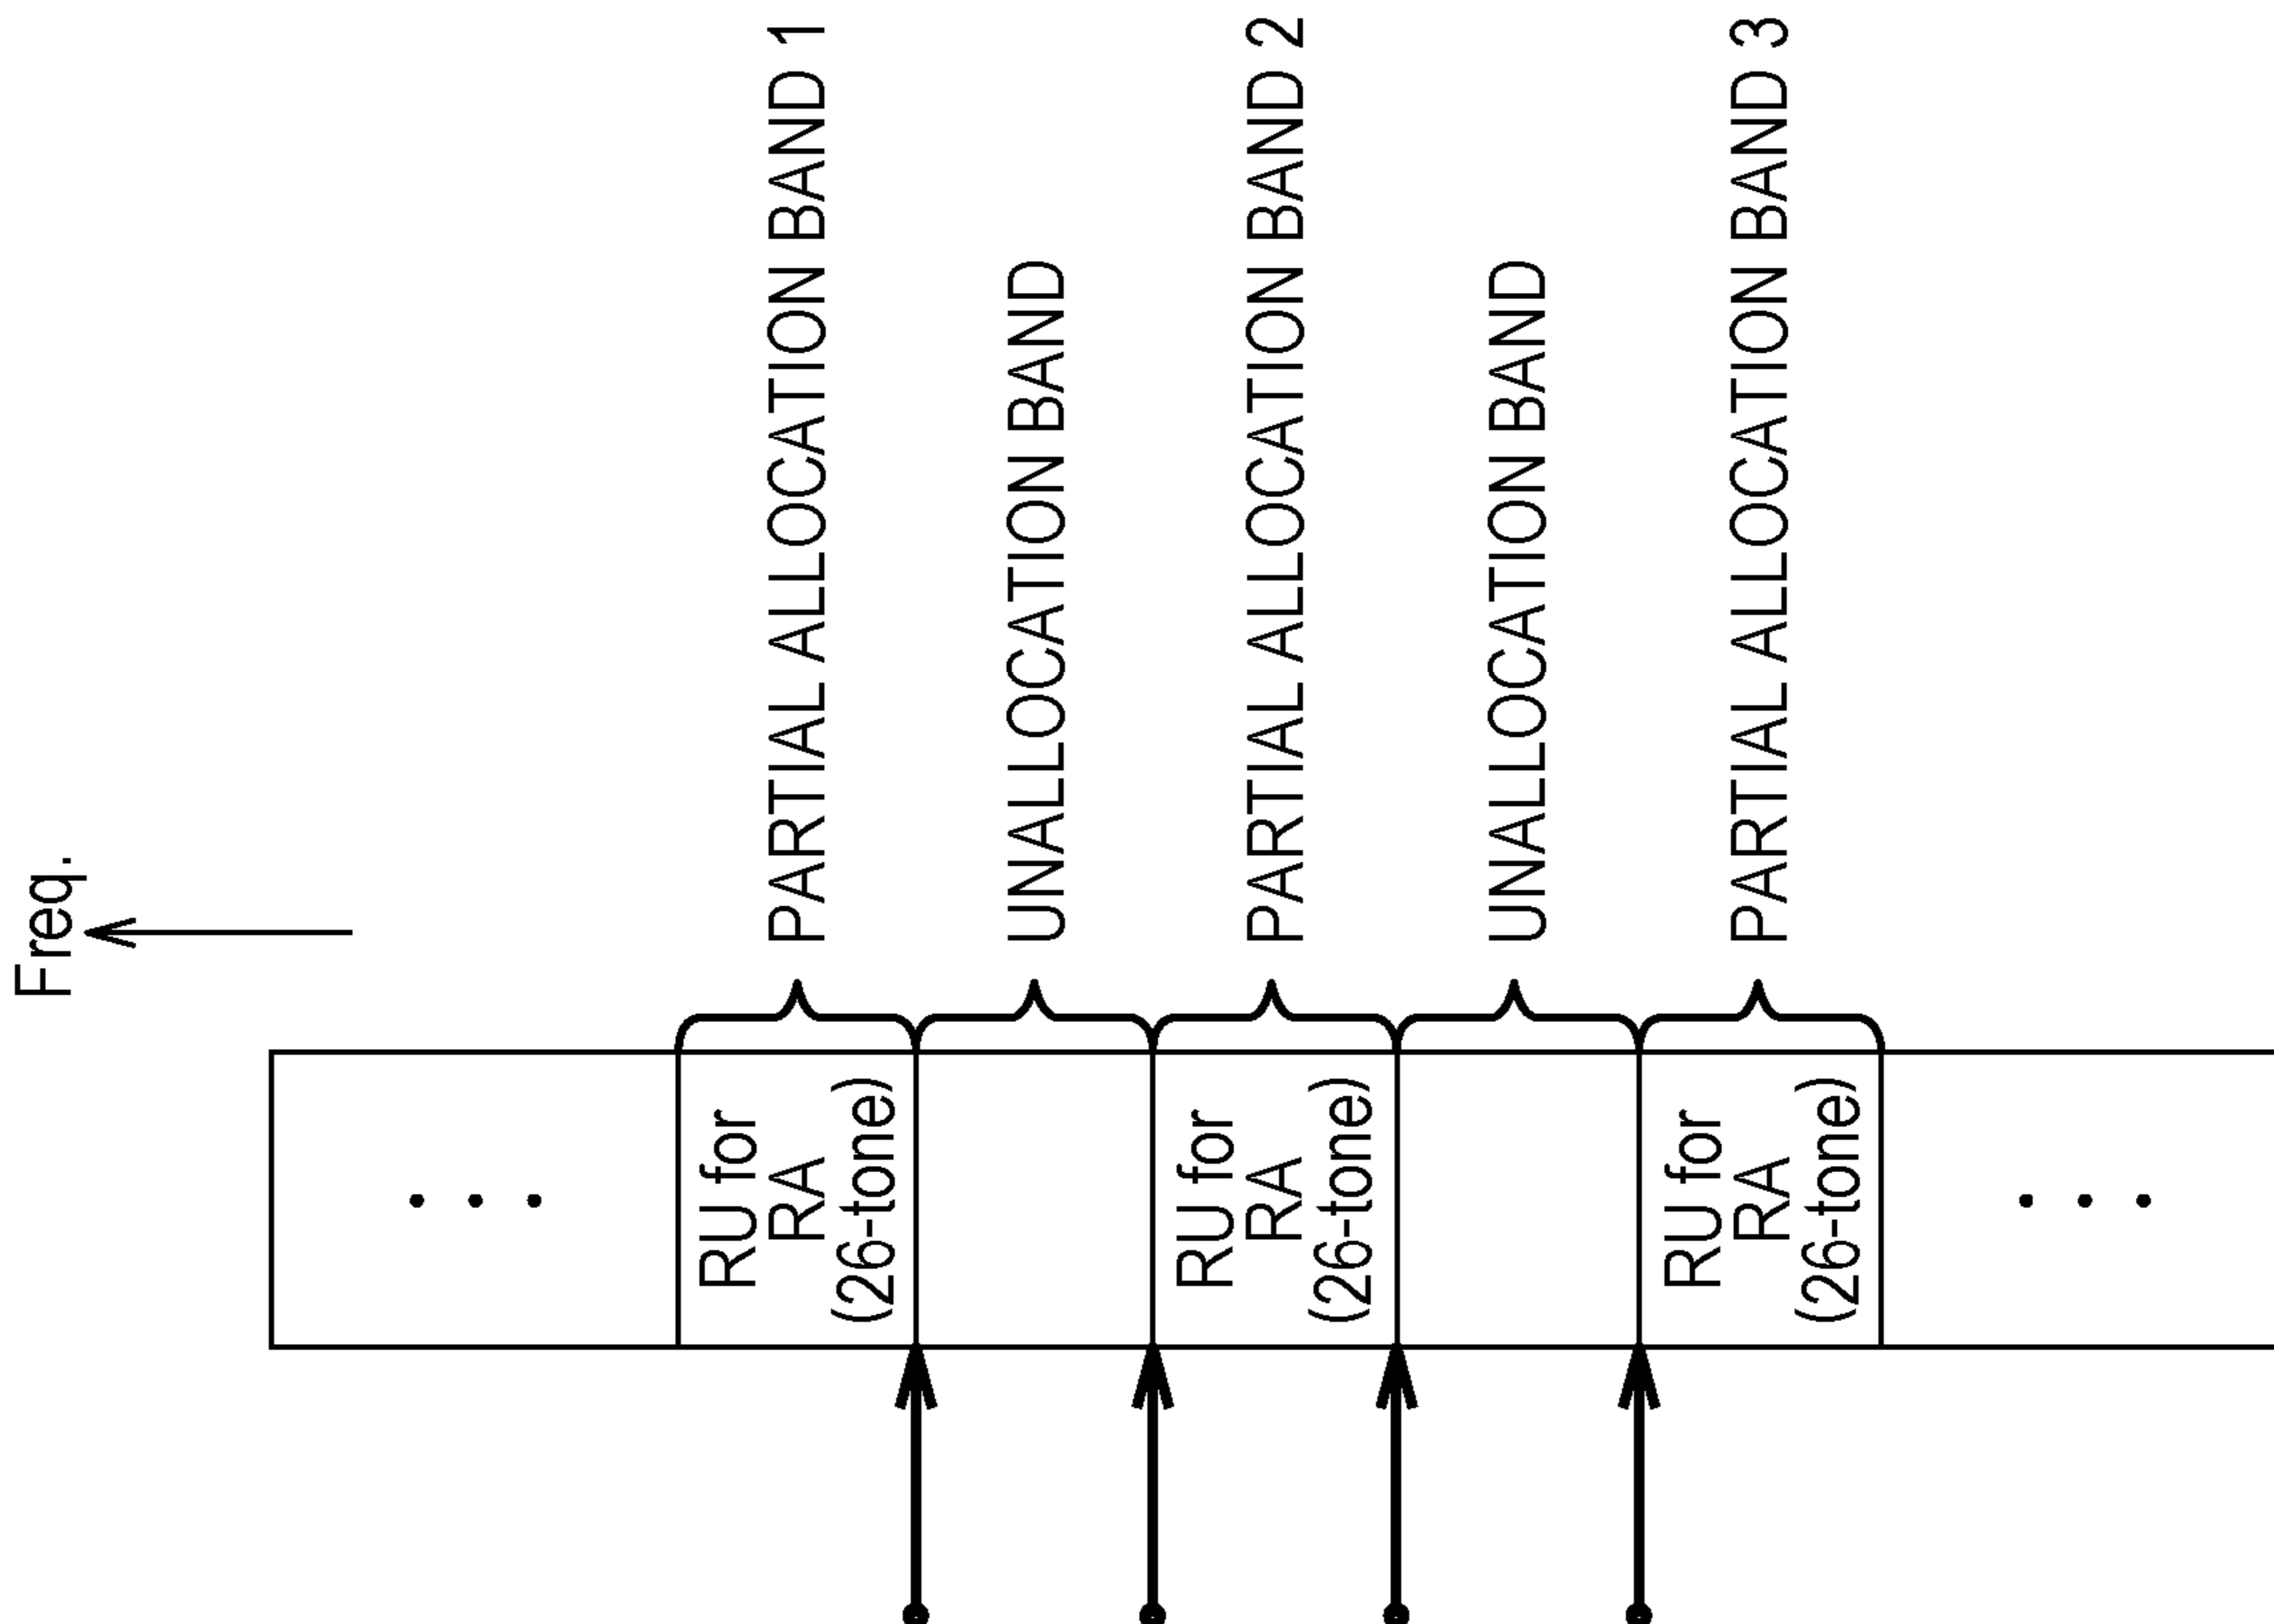 Freq.
RU for
RA
(26-tone)
PARTIAL ALLOCATION BAND 1
UNALLOCATION BAND
RU for
RA
(26-tone)
PARTIAL ALLOCATION BAND 2
UNALLOCATION BAND
RU for
RA
(26-tone)
PARTIAL ALLOCATION BAND 3